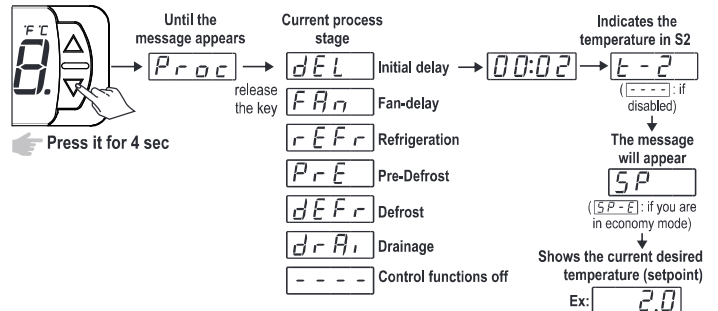 °F °C
8.
Press it for 4 sec
Until the
message appears
Proc
release
the key
Current process
stage
dEL Initial delay
FAn Fan-delay
rEFr Refrigeration
PrE Pre-Defrost
dEFr Defrost
drAi Drainage
- - - - Control functions off
00:02
Indicates the
temperature in S2
t-2
( - - - - : if
disabled)
The message
will appear
SP
( SP-E : if you are
in economy mode)
Shows the current desired
temperature (setpoint)
Ex: 2.0